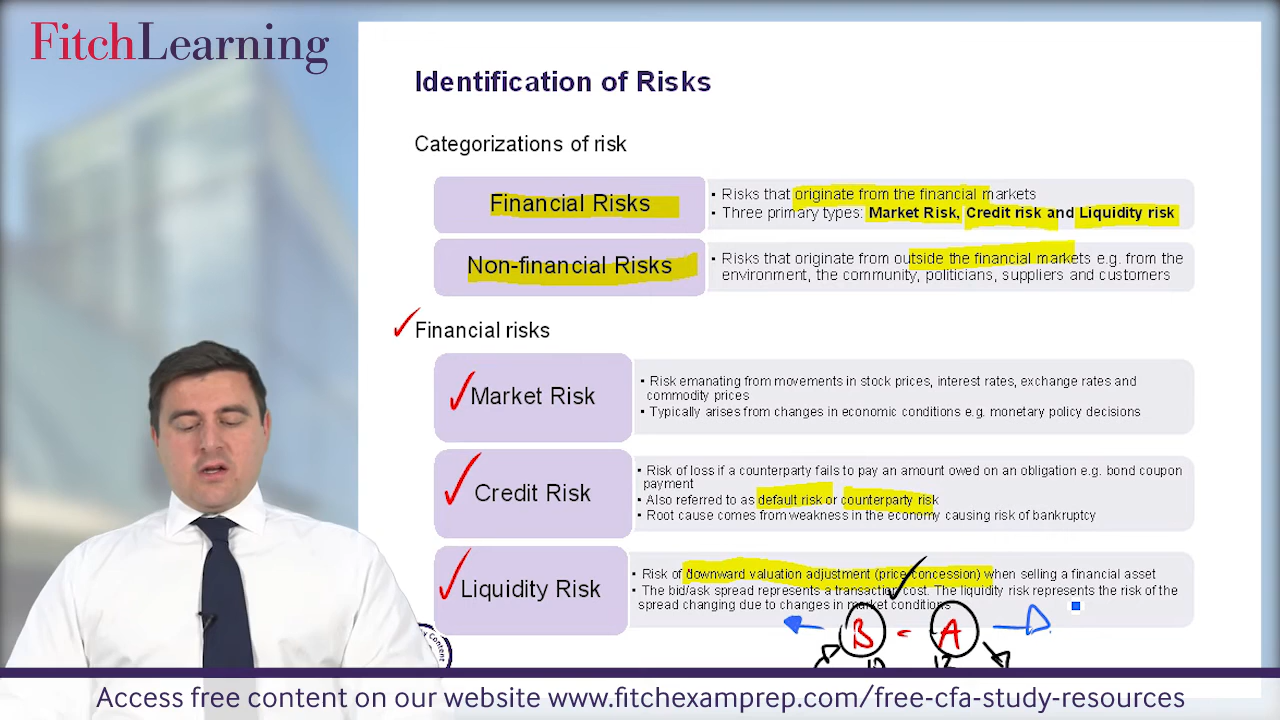 FitchLearning
Identification of Risks
Categorizations of risk
Financial Risks
• Risks that originate from the financial markets
• Three primary types: Market Risk, Credit risk and Liquidity risk
Non-financial Risks
• Risks that originate from outside the financial markets e.g. from the
environment, the community, politicians, suppliers and customers
Financial risks
Market Risk
• Risk emanating from movements in stock prices, interest rates, exchange rates and
commodity prices
• Typically arises from changes in economic conditions e.g. monetary policy decisions
Credit Risk
• Risk of loss if a counterparty fails to pay an amount owed on an obligation e.g. bond coupon
payment
• Also referred to as default risk or counterparty risk
• Root cause comes from weakness in the economy causing risk of bankruptcy
Liquidity Risk
• Risk of downward valuation adjustment (price concession) when selling a financial asset
• The bid/ask spread represents a transaction cost. The liquidity risk represents the risk of the
spread changing due to changes in market conditions
B - A
Access free content on our website www.fitchexamprep.com/free-cfa-study-resources